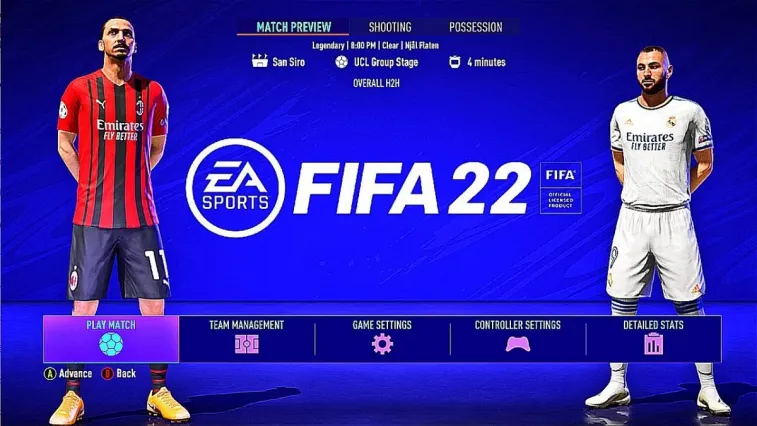 MATCH PREVIEW SHOOTING POSSESSION
Legendary | 8:00 PM | Clear | Njål Flaten
San Siro UCL Group Stage 4 minutes
OVERALL H2H
Emirates
FLY BETTER
11
Emirates
FLY BETTER
9
EA
SPORTS
FIFA 22
FIFA
OFFICIAL
LICENSED
PRODUCT
PLAY MATCH TEAM MANAGEMENT GAME SETTINGS CONTROLLER SETTINGS DETAILED STATS
A Advance B Back